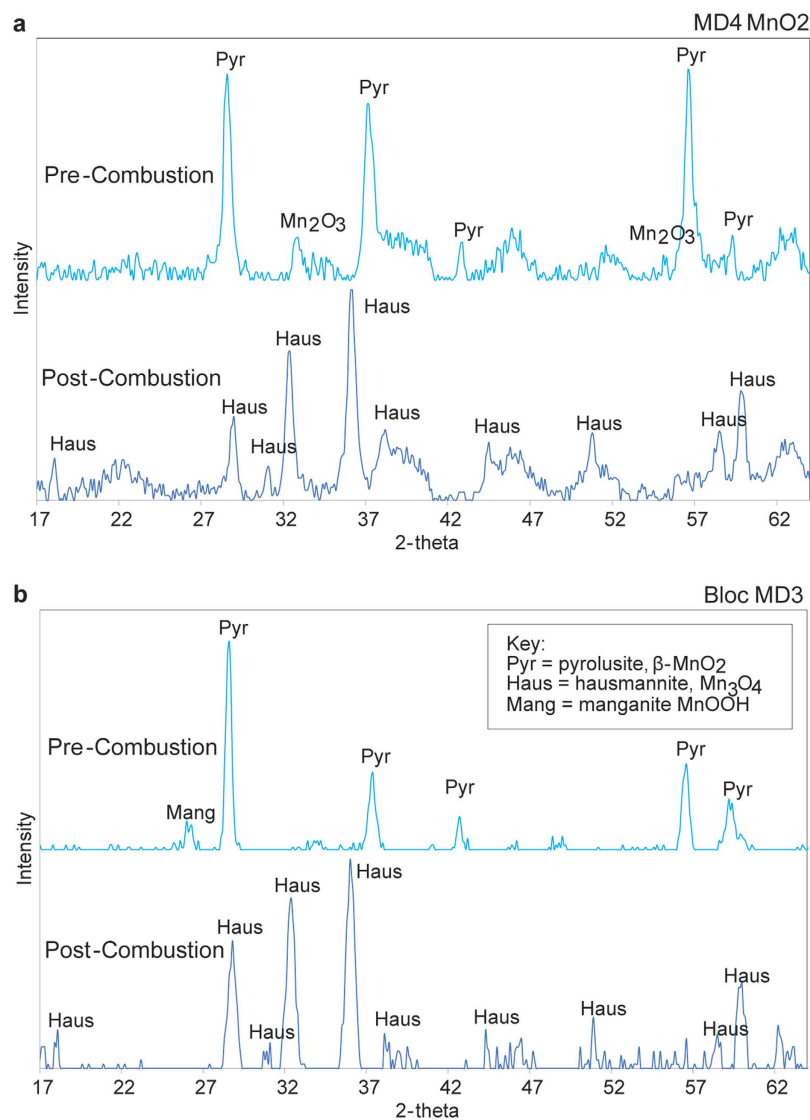 a
MD4 MnO2
Pyr
Pyr
Pyr
Pre-Combustion
Mn2O3
Pyr
Mn2O3
Pyr
Intensity
Haus
Haus
Post-Combustion
Haus
Haus
Haus
Haus
Haus
Haus
Haus
Haus
17 22 27 32 37 42 47 52 57 62
2-theta
b
Bloc MD3
Pyr
Key:
Pyr = pyrolusite, β-MnO2
Haus = hausmannite, Mn3O4
Mang = manganite MnOOH
Pre-Combustion
Pyr
Pyr
Pyr
Pyr
Mang
Intensity
Haus
Haus
Haus
Post-Combustion
Haus
Haus
Haus
Haus
Haus
Haus
Haus
17 22 27 32 37 42 47 52 57 62
2-theta